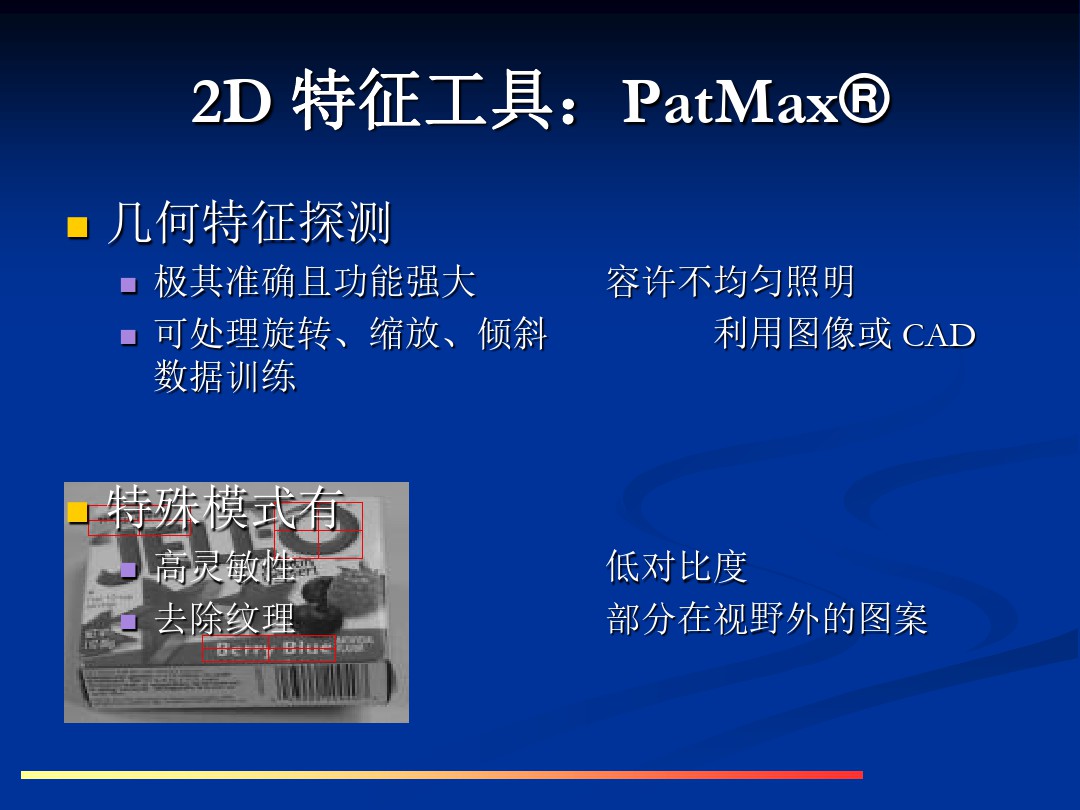 2D 特征工具：PatMax®
几何特征探测
极其准确且功能强大 容许不均匀照明
可处理旋转、缩放、倾斜 利用图像或 CAD
数据训练
特殊模式有
高灵敏性 低对比度
去除纹理 部分在视野外的图案
JELL-O
Berry Blue